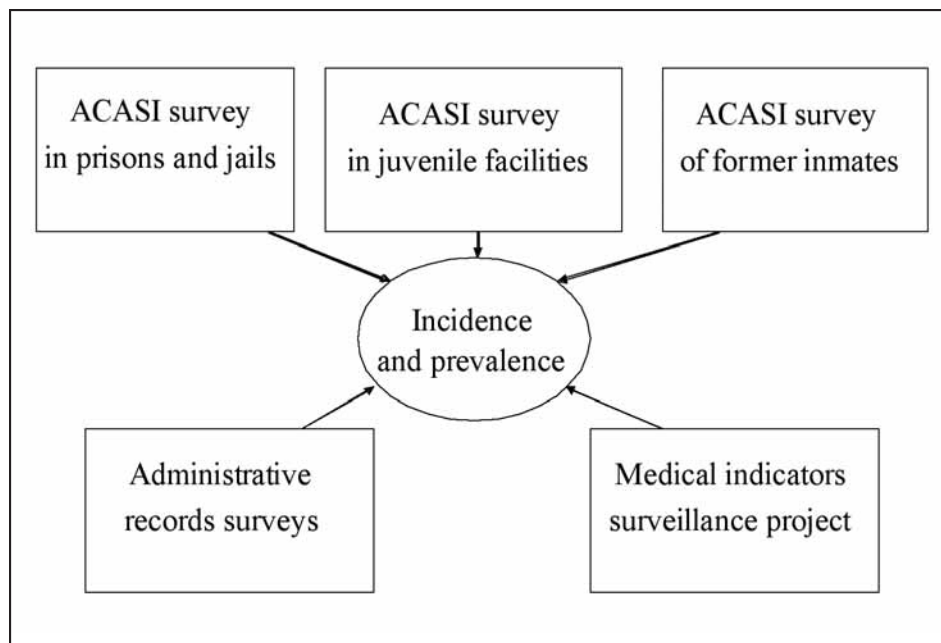 ACASI survey
in prisons and jails
ACASI survey
in juvenile facilities
ACASI survey
of former inmates
Incidence
and prevalence
Administrative
records surveys
Medical indicators
surveillance project